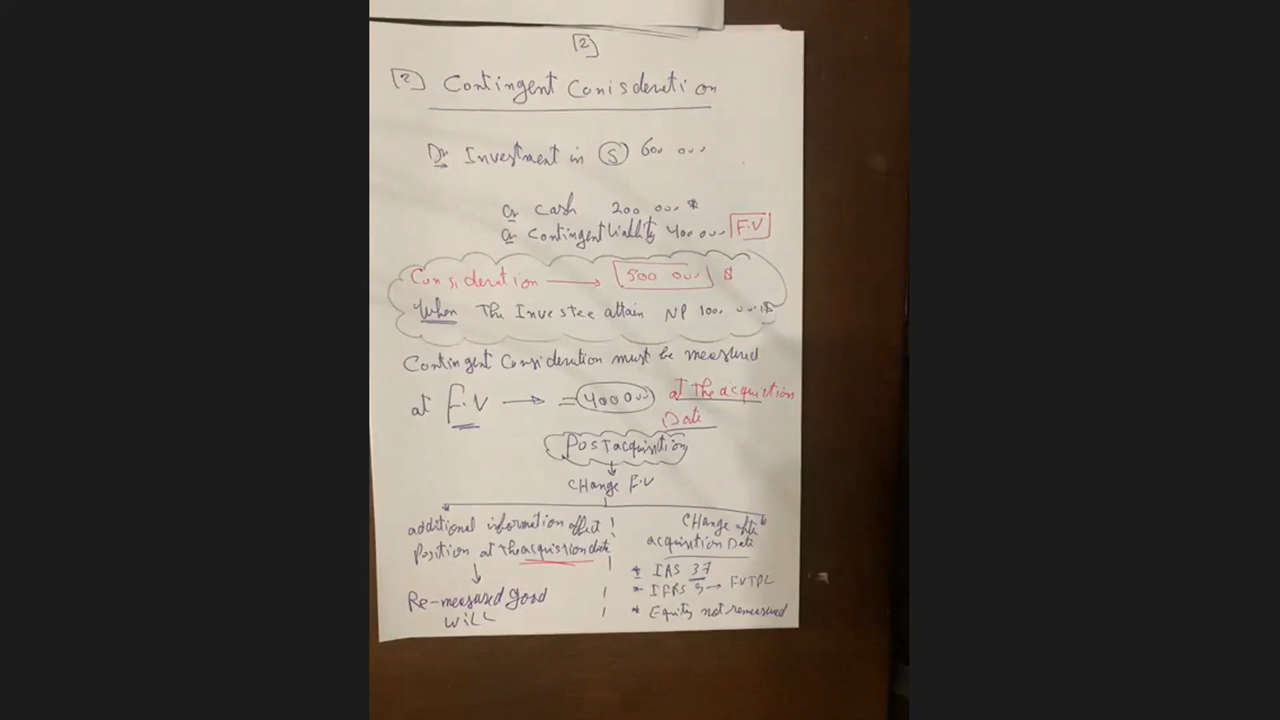 [2]
[2] Contingent Conisderation
Dr Investment in (S) 600 000
Cr Cash 200 000 $
Cr Contingent liability 400 000 F.V
Consideration → 500 000 $
When The Investee attain NP 100 000 $
Contingent Consideration must be measured
at F.V → = 400 000 at the acquistion
Date
Post acquisition
CHange F.V
additional information affect
Position at the acquission date
Re-measured good
will
CHange after
acquisition Date
* IAS 37
* IFRS 9 → FVTPL
* Equity not remeasured